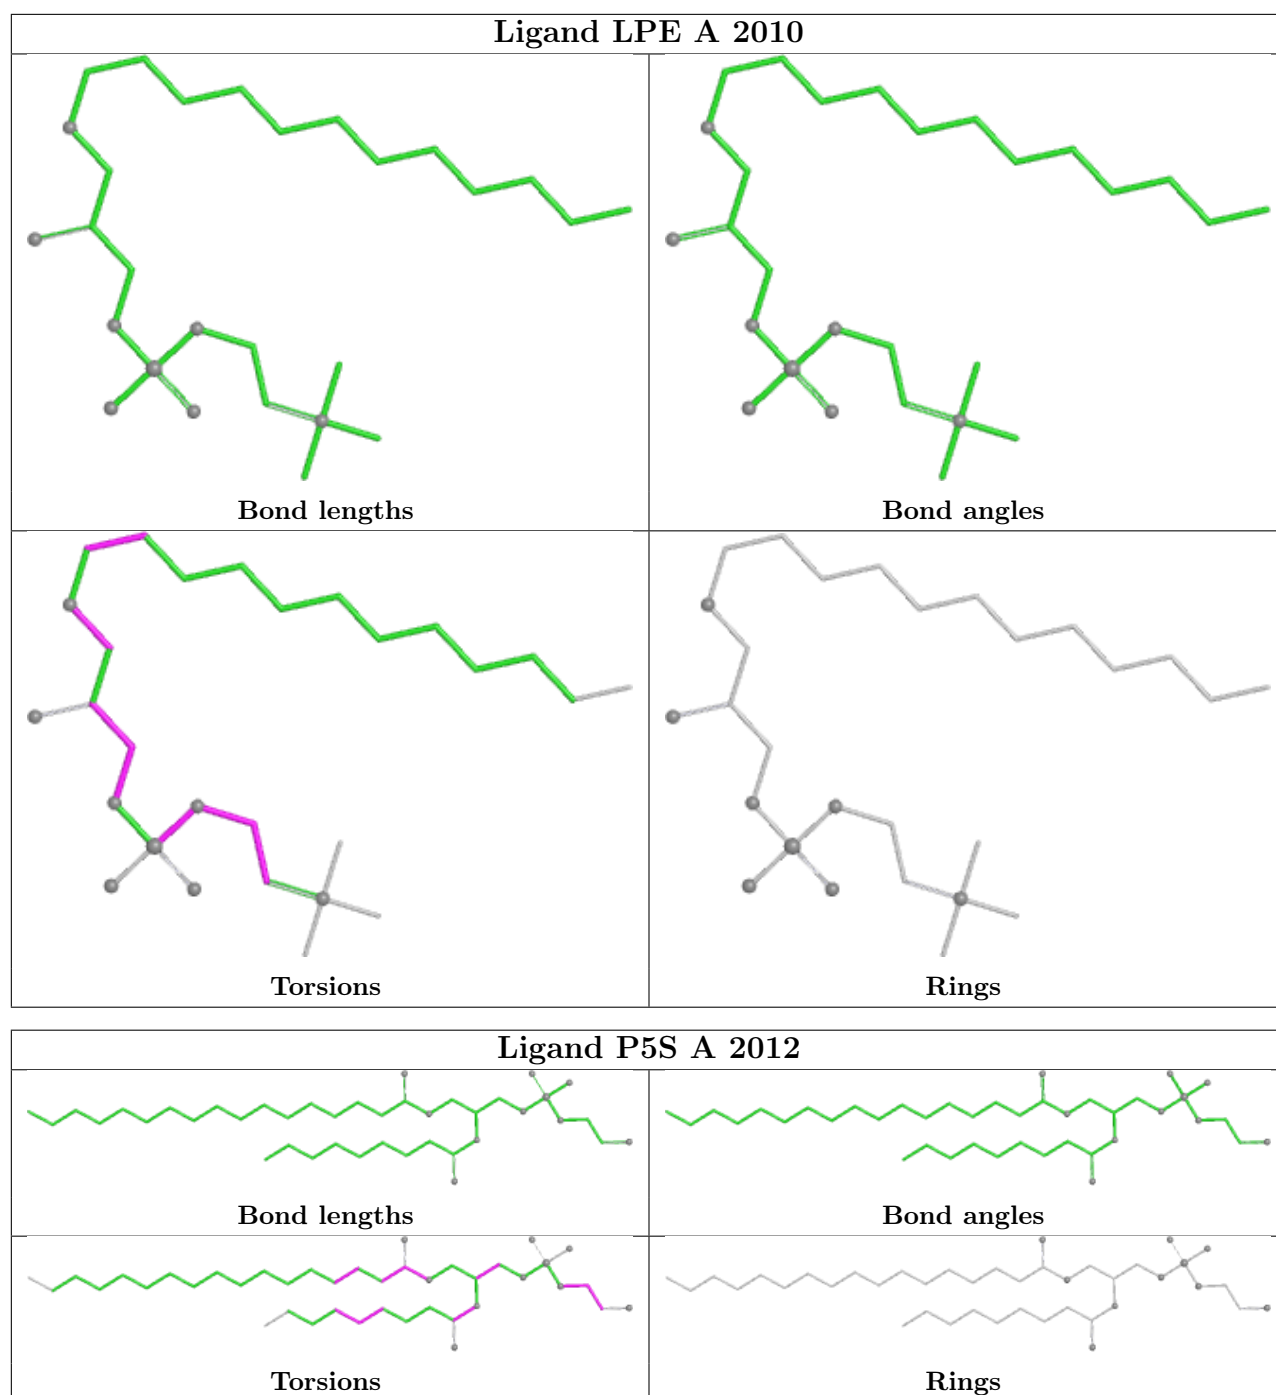 Ligand LPE A 2010
Bond lengths
Bond angles
Torsions
Rings
Ligand P5S A 2012
Bond lengths
Bond angles
Torsions
Rings